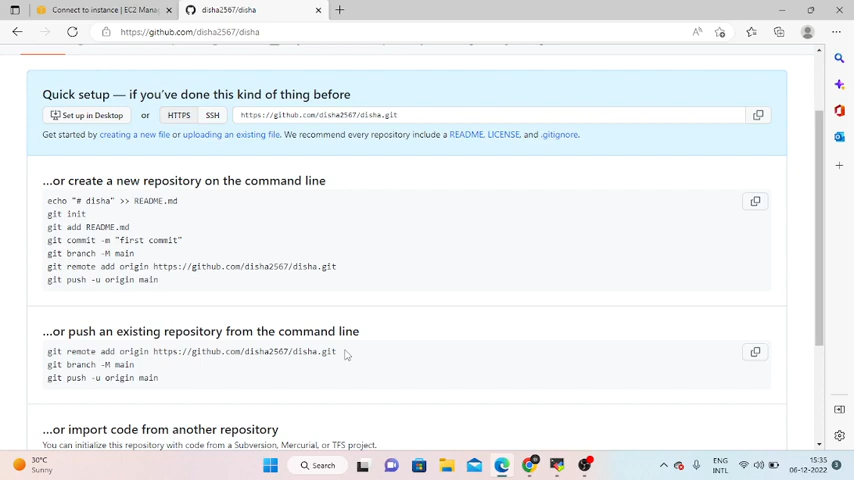 Connect to instance | EC2 Mana
disha2567/disha
https://github.com/disha2567/disha
Quick setup — if you've done this kind of thing before
Set up in Desktop or HTTPS SSH https://github.com/disha2567/disha.git
Get started by creating a new file or uploading an existing file. We recommend every repository include a README, LICENSE, and .gitignore.
...or create a new repository on the command line
echo "# disha" >> README.md
git init
git add README.md
git commit -m "first commit"
git branch -M main
git remote add origin https://github.com/disha2567/disha.git
git push -u origin main
...or push an existing repository from the command line
git remote add origin https://github.com/disha2567/disha.git
git branch -M main
git push -u origin main
...or import code from another repository
You can initialize this repository with code from a Subversion, Mercurial, or TFS project.
30°C
Sunny
Search
ENG
INTL
15:35
06-12-2022